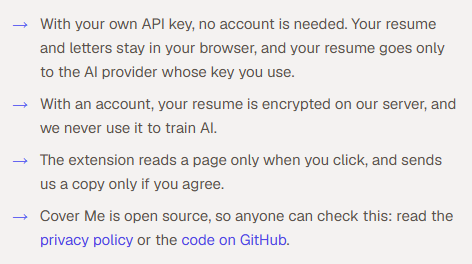 → With your own API key, no account is needed. Your resume
and letters stay in your browser, and your resume goes only
to the AI provider whose key you use.
→ With an account, your resume is encrypted on our server, and
we never use it to train AI.
→ The extension reads a page only when you click, and sends
us a copy only if you agree.
→ Cover Me is open source, so anyone can check this: read the
privacy policy or the code on GitHub.